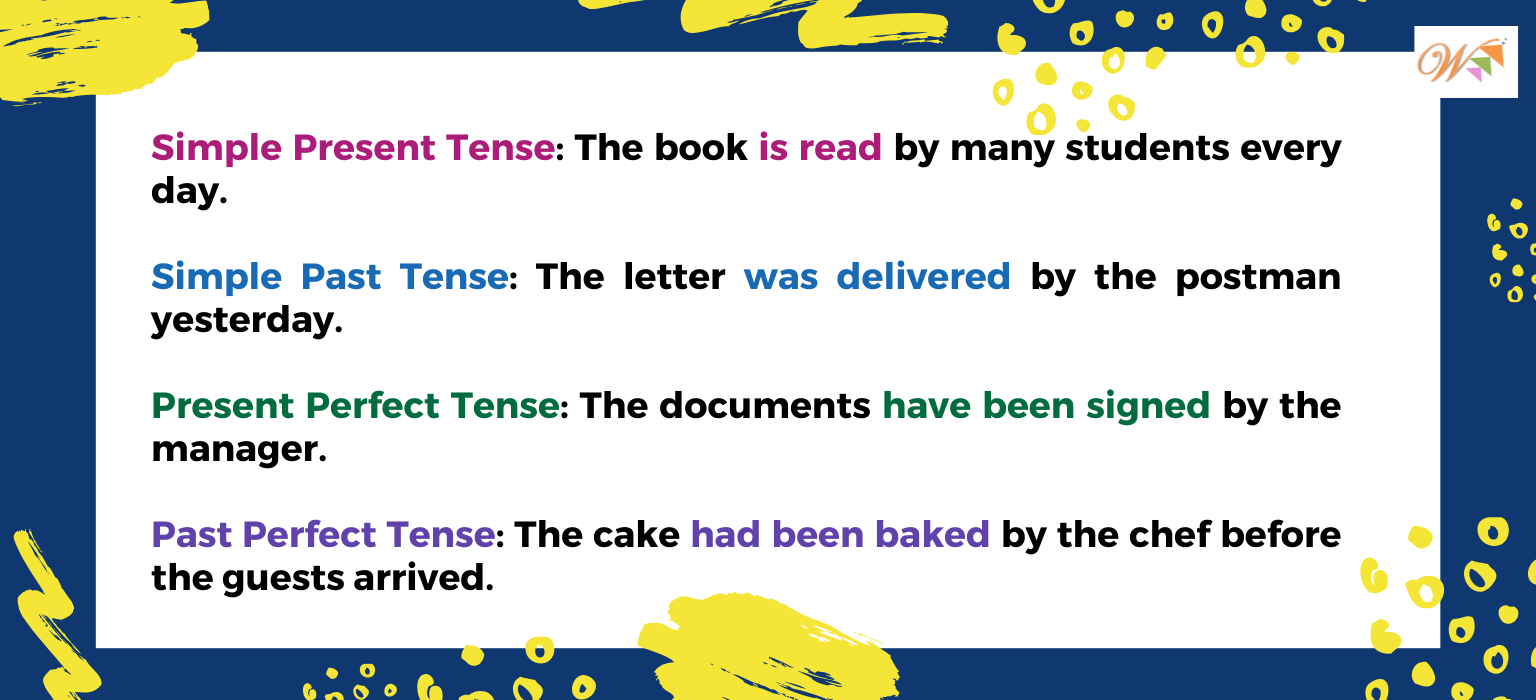 Simple Present Tense: The book is read by many students every
day.
Simple Past Tense: The letter was delivered by the postman
yesterday.
Present Perfect Tense: The documents have been signed by the
manager.
Past Perfect Tense: The cake had been baked by the chef before
the guests arrived.
W